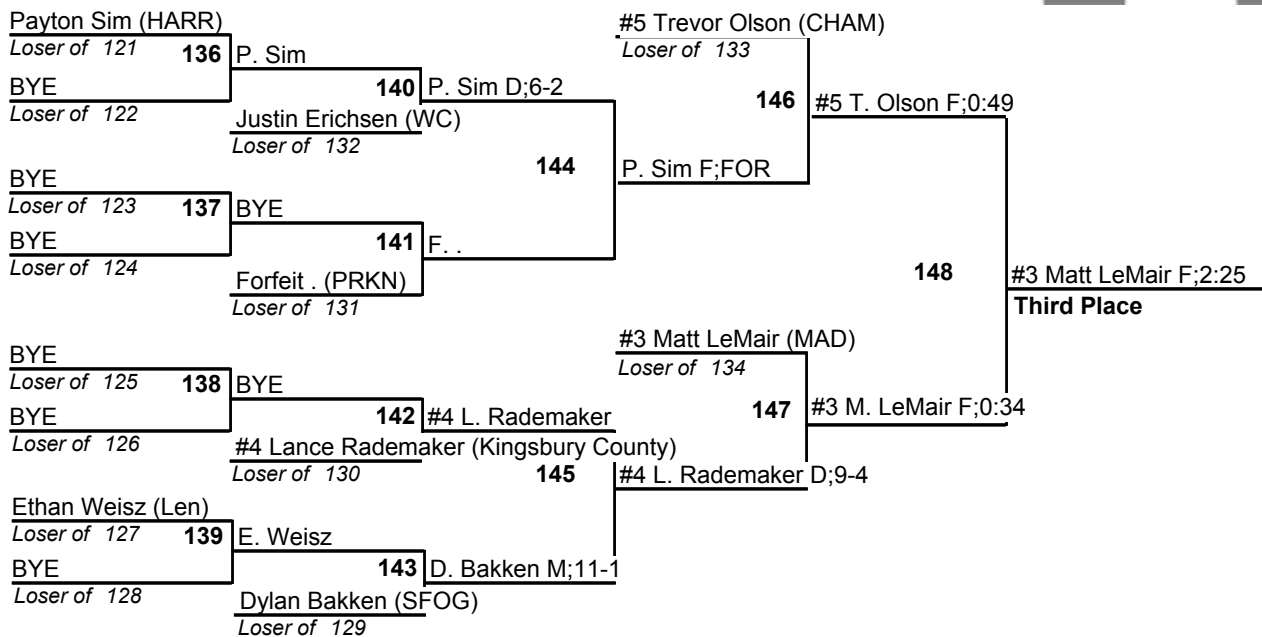 Payton Sim (HARR)
Loser of 121
136
P. Sim
BYE
Loser of 122
140
P. Sim D;6-2
Justin Erichsen (WC)
Loser of 132
BYE
Loser of 123
137
BYE
BYE
Loser of 124
141
F. .
Forfeit . (PRKN)
Loser of 131
144
P. Sim F;FOR
#5 Trevor Olson (CHAM)
Loser of 133
146
#5 T. Olson F;0:49
BYE
Loser of 125
138
BYE
BYE
Loser of 126
142
#4 L. Rademaker
#4 Lance Rademaker (Kingsbury County)
Loser of 130
145
#4 L. Rademaker D;9-4
Ethan Weisz (Len)
Loser of 127
139
E. Weisz
BYE
Loser of 128
143
D. Bakken M;11-1
Dylan Bakken (SFOG)
Loser of 129
#3 Matt LeMair (MAD)
Loser of 134
147
#3 M. LeMair F;0:34
148
#3 Matt LeMair F;2:25
Third Place